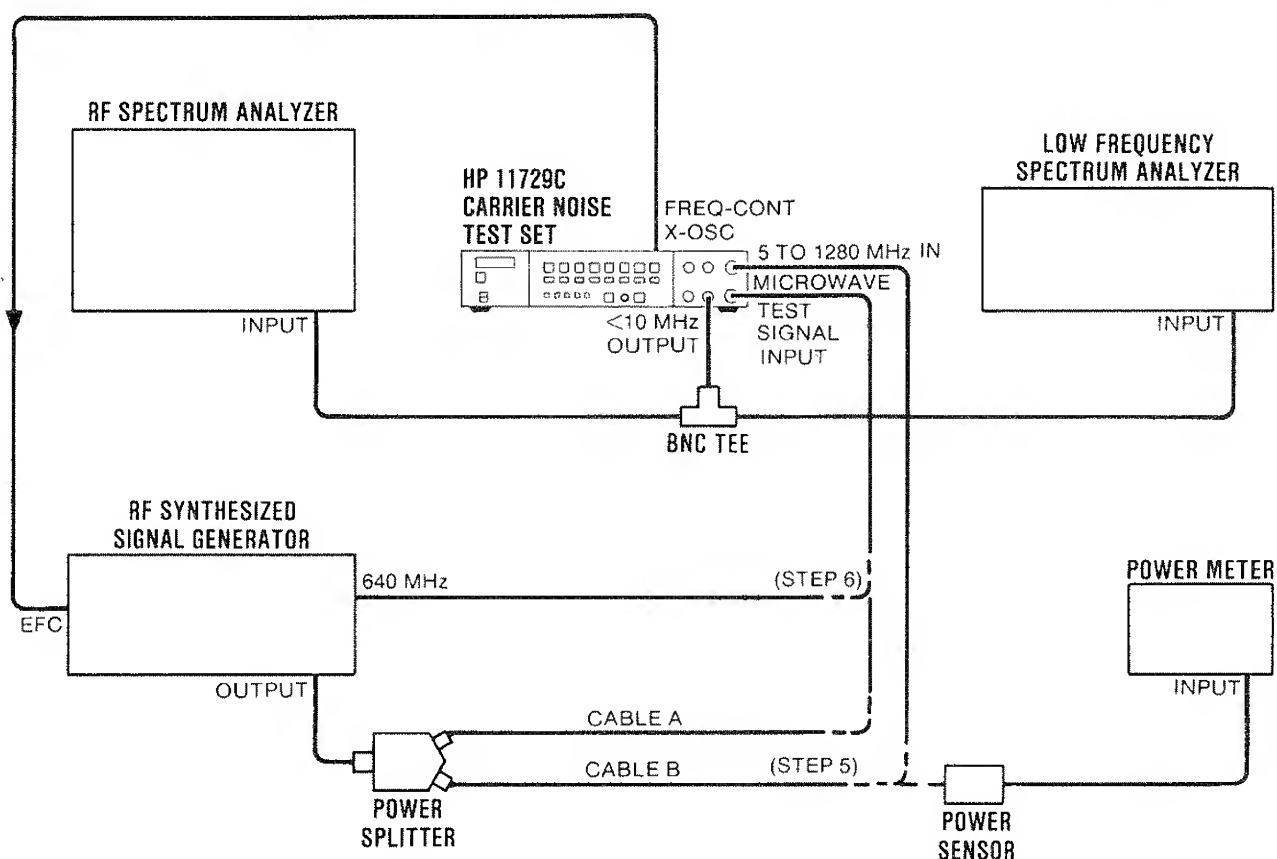 RF SPECTRUM ANALYZER
INPUT
HP 11729C
CARRIER NOISE
TEST SET
FREQ-CONT
X-OSC
5 TO 1280 MHz IN
MICROWAVE
TEST
SIGNAL
INPUT
<10 MHz
OUTPUT
BNC TEE
LOW FREQUENCY
SPECTRUM ANALYZER
INPUT
RF SYNTHESIZED
SIGNAL GENERATOR
640 MHz
(STEP 6)
EFC
OUTPUT
POWER METER
INPUT
CABLE A
CABLE B
(STEP 5)
POWER
SPLITTER
POWER
SENSOR